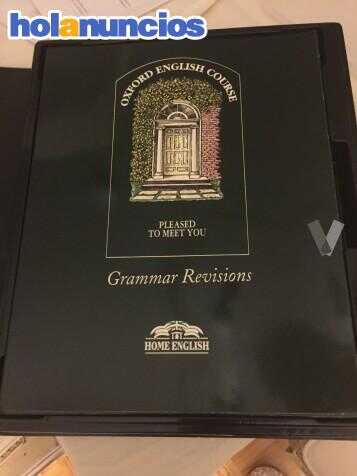 holanuncios
OXFORD ENGLISH COURSE
PLEASED
TO MEET YOU
Grammar Revisions
HOME ENGLISH